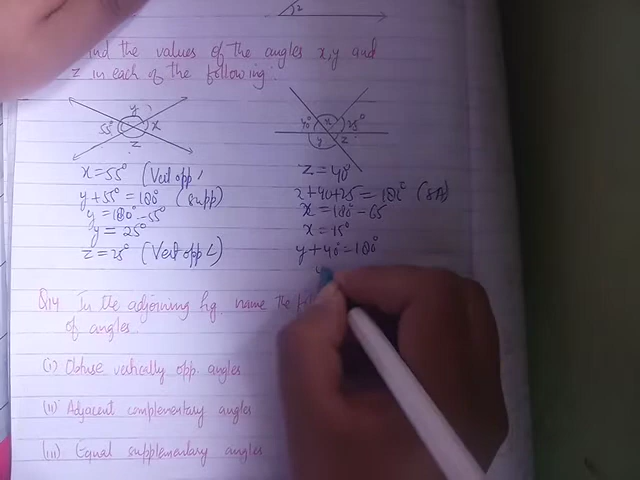 2
the values of the angles x, y and
z in each of the following:
y
55° x
z
x = 55° (Vert opp
y + 55° = 180° (supp)
y = 180° - 55
y = 25°
z = 25° (Vert opp ∠)
40° x 25°
y z
z = 40°
x + 40 + 25 = 180° (SA)
x = 180° - 65
x = 15°
y + 40° = 180°
y
Q14 In the adjoining fig. name the
of angles
(i) Obtuse vertically opp. angles
(ii) Adjacent complementary angles
(iii) Equal supplementary angles